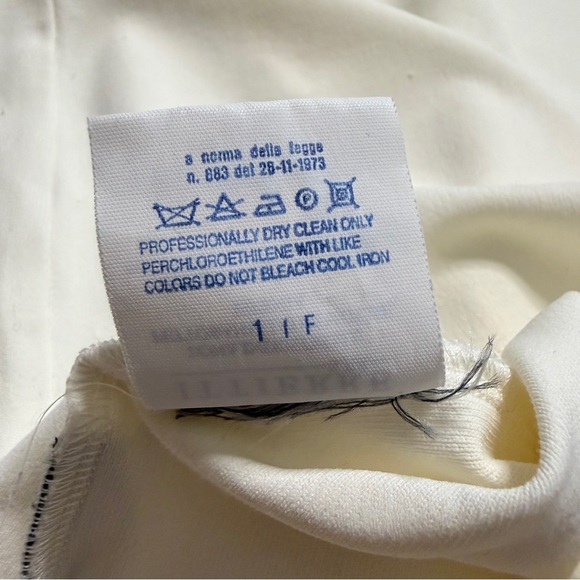 a norma della legge
n. 883 del 26-11-1973
P
PROFESSIONALLY DRY CLEAN ONLY
PERCHLOROETHILENE WITH LIKE
COLORS DO NOT BLEACH COOL IRON
1 I F